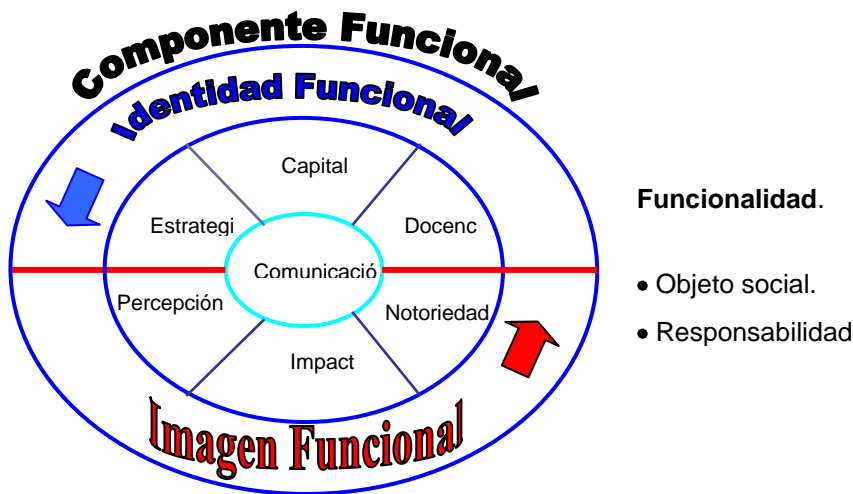 Componente Funcional
Identidad Funcional
Capital
Estrategi
Docenc
Comunicació
Percepción
Notoriedad
Impact
Imagen Funcional
Funcionalidad.
• Objeto social.
• Responsabilidad